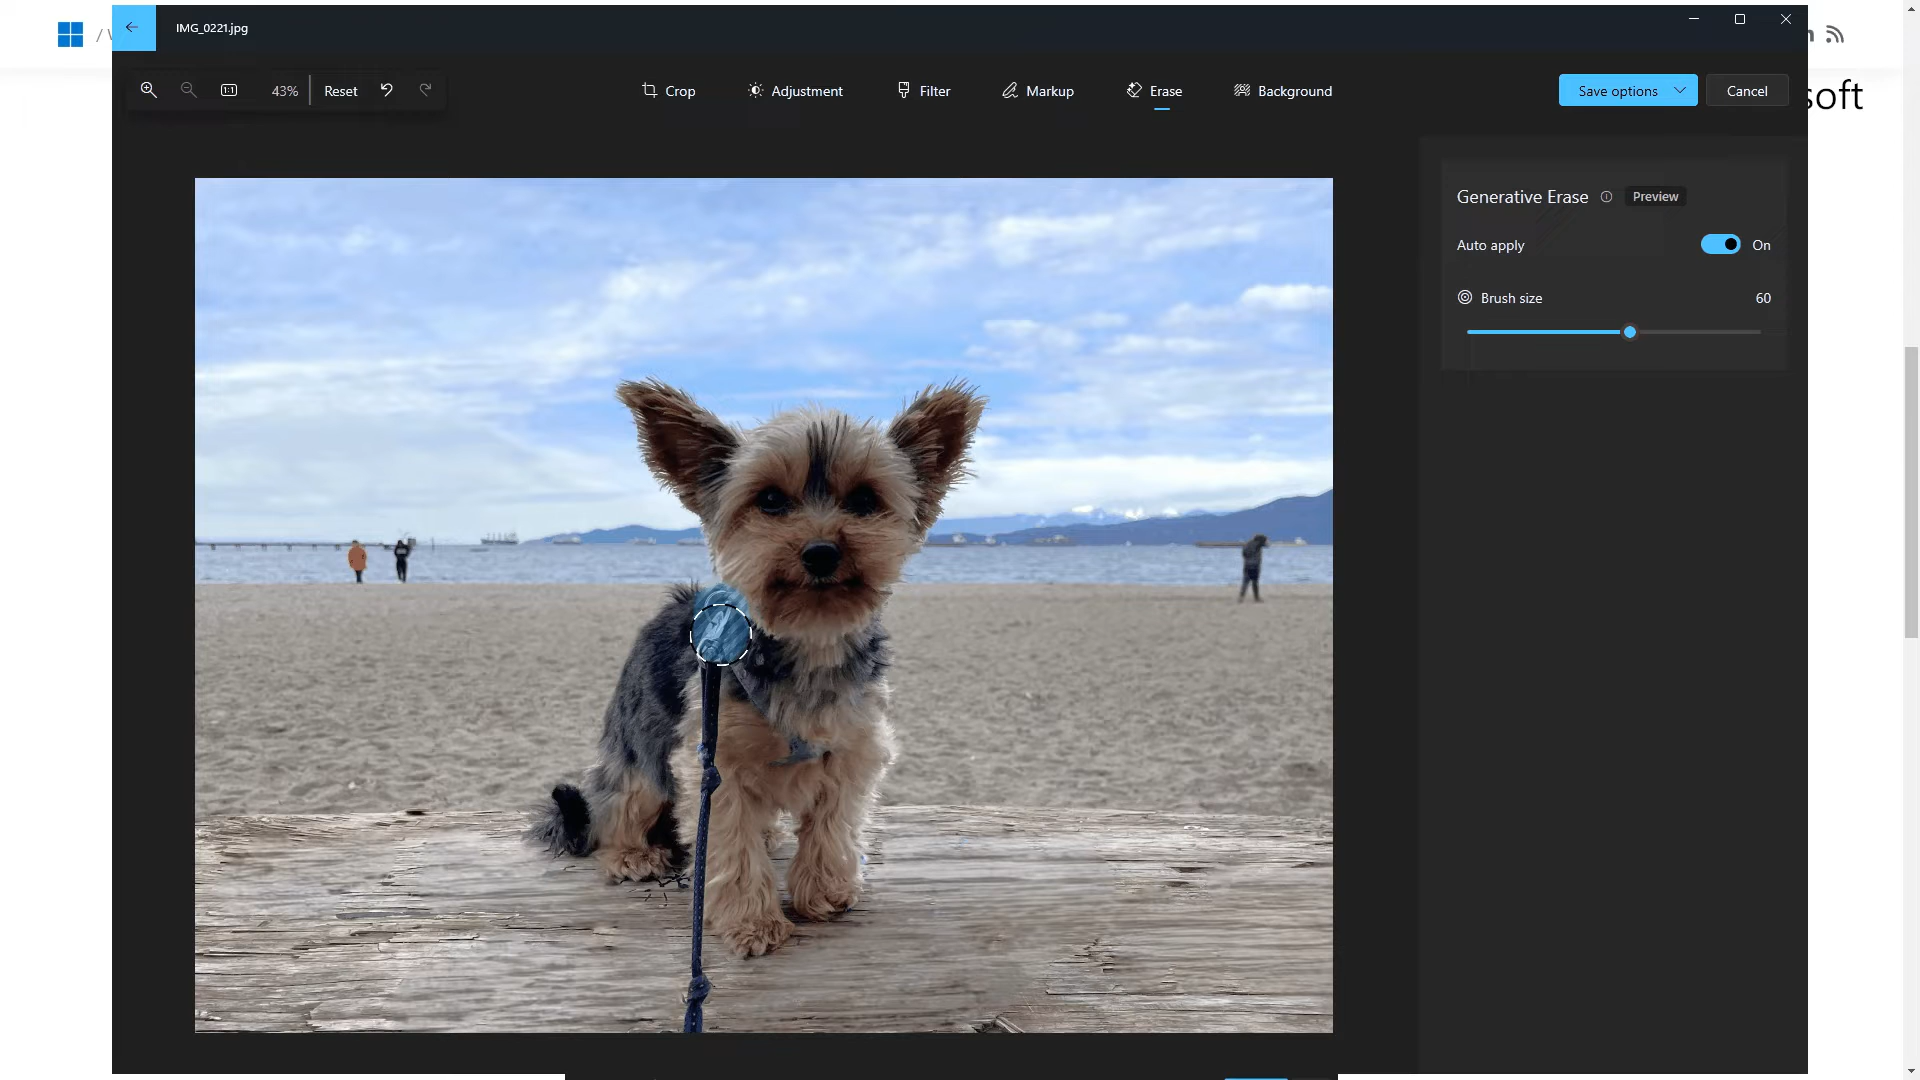 IMG_0221.jpg
43%
Reset
Crop
Adjustment
Filter
Markup
Erase
Background
Save options
Cancel
soft
Generative Erase
Preview
Auto apply
On
Brush size
60